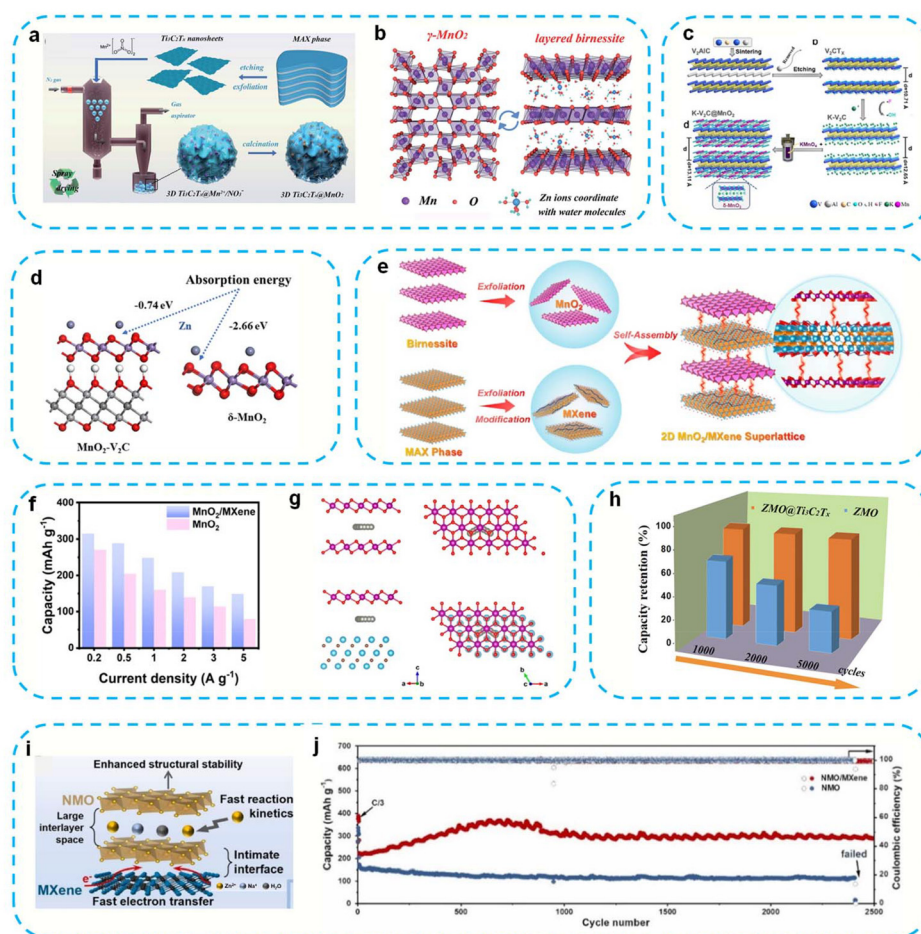 a
Ti₃C₂Tₓ nanosheets
MAX phase
N₂ gas
etching
exfoliation
Gas
aspirator
calcination
Spray
drying
3D Ti₃C₂Tₓ@Mn²⁺/NO₃⁻
3D Ti₃C₂Tₓ@MnO₂
b
γ-MnO₂
layered birnessite
Mn
O
Zn ions coordinate
with water molecules
c
V₂AlC
Sintering
Etching
V₂CTₓ
K-V₂C@MnO₂
K-V₂C
KMnO₄
δ-MnO₂
V Al C O H F K Mn
d
Absorption energy
-0.74 eV
Zn
-2.66 eV
δ-MnO₂
MnO₂-V₂C
e
Exfoliation
MnO₂
Birnessite
Self-Assembly
Exfoliation
Modification
MXene
MAX Phase
2D MnO₂/MXene Superlattice
f
MnO₂/MXene
MnO₂
Capacity (mAh g⁻¹)
400
300
200
100
0
0.2 0.5 1 2 3 5
Current density (A g⁻¹)
g
c
a b
b
c a
h
ZMO@Ti₃C₂Tₓ ZMO
Capacity retention (%)
100
80
60
40
20
0
1000 2000 5000 cycles
i
Enhanced structural stability
NMO
Fast reaction
kinetics
Large
interlayer
space
Intimate
interface
e⁻
MXene
Zn²⁺ Na⁺ H₂O
Fast electron transfer
j
Capacity (mAh g⁻¹)
700
600
500
400
300
200
100
0
C/3
NMO/MXene
NMO
failed
100
80
60
40
20
0
Coulombic efficiency (%)
0 500 1000 1500 2000 2500
Cycle number